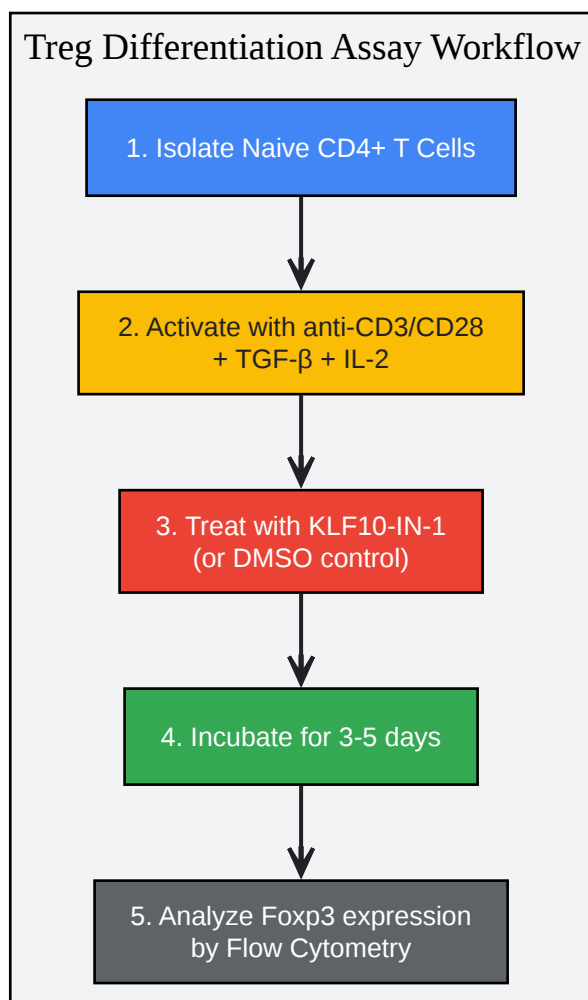 Treg Differentiation Assay Workflow
1. Isolate Naive CD4+ T Cells
2. Activate with anti-CD3/CD28
+ TGF-β + IL-2
3. Treat with KLF10-IN-1
(or DMSO control)
4. Incubate for 3-5 days
5. Analyze Foxp3 expression
by Flow Cytometry